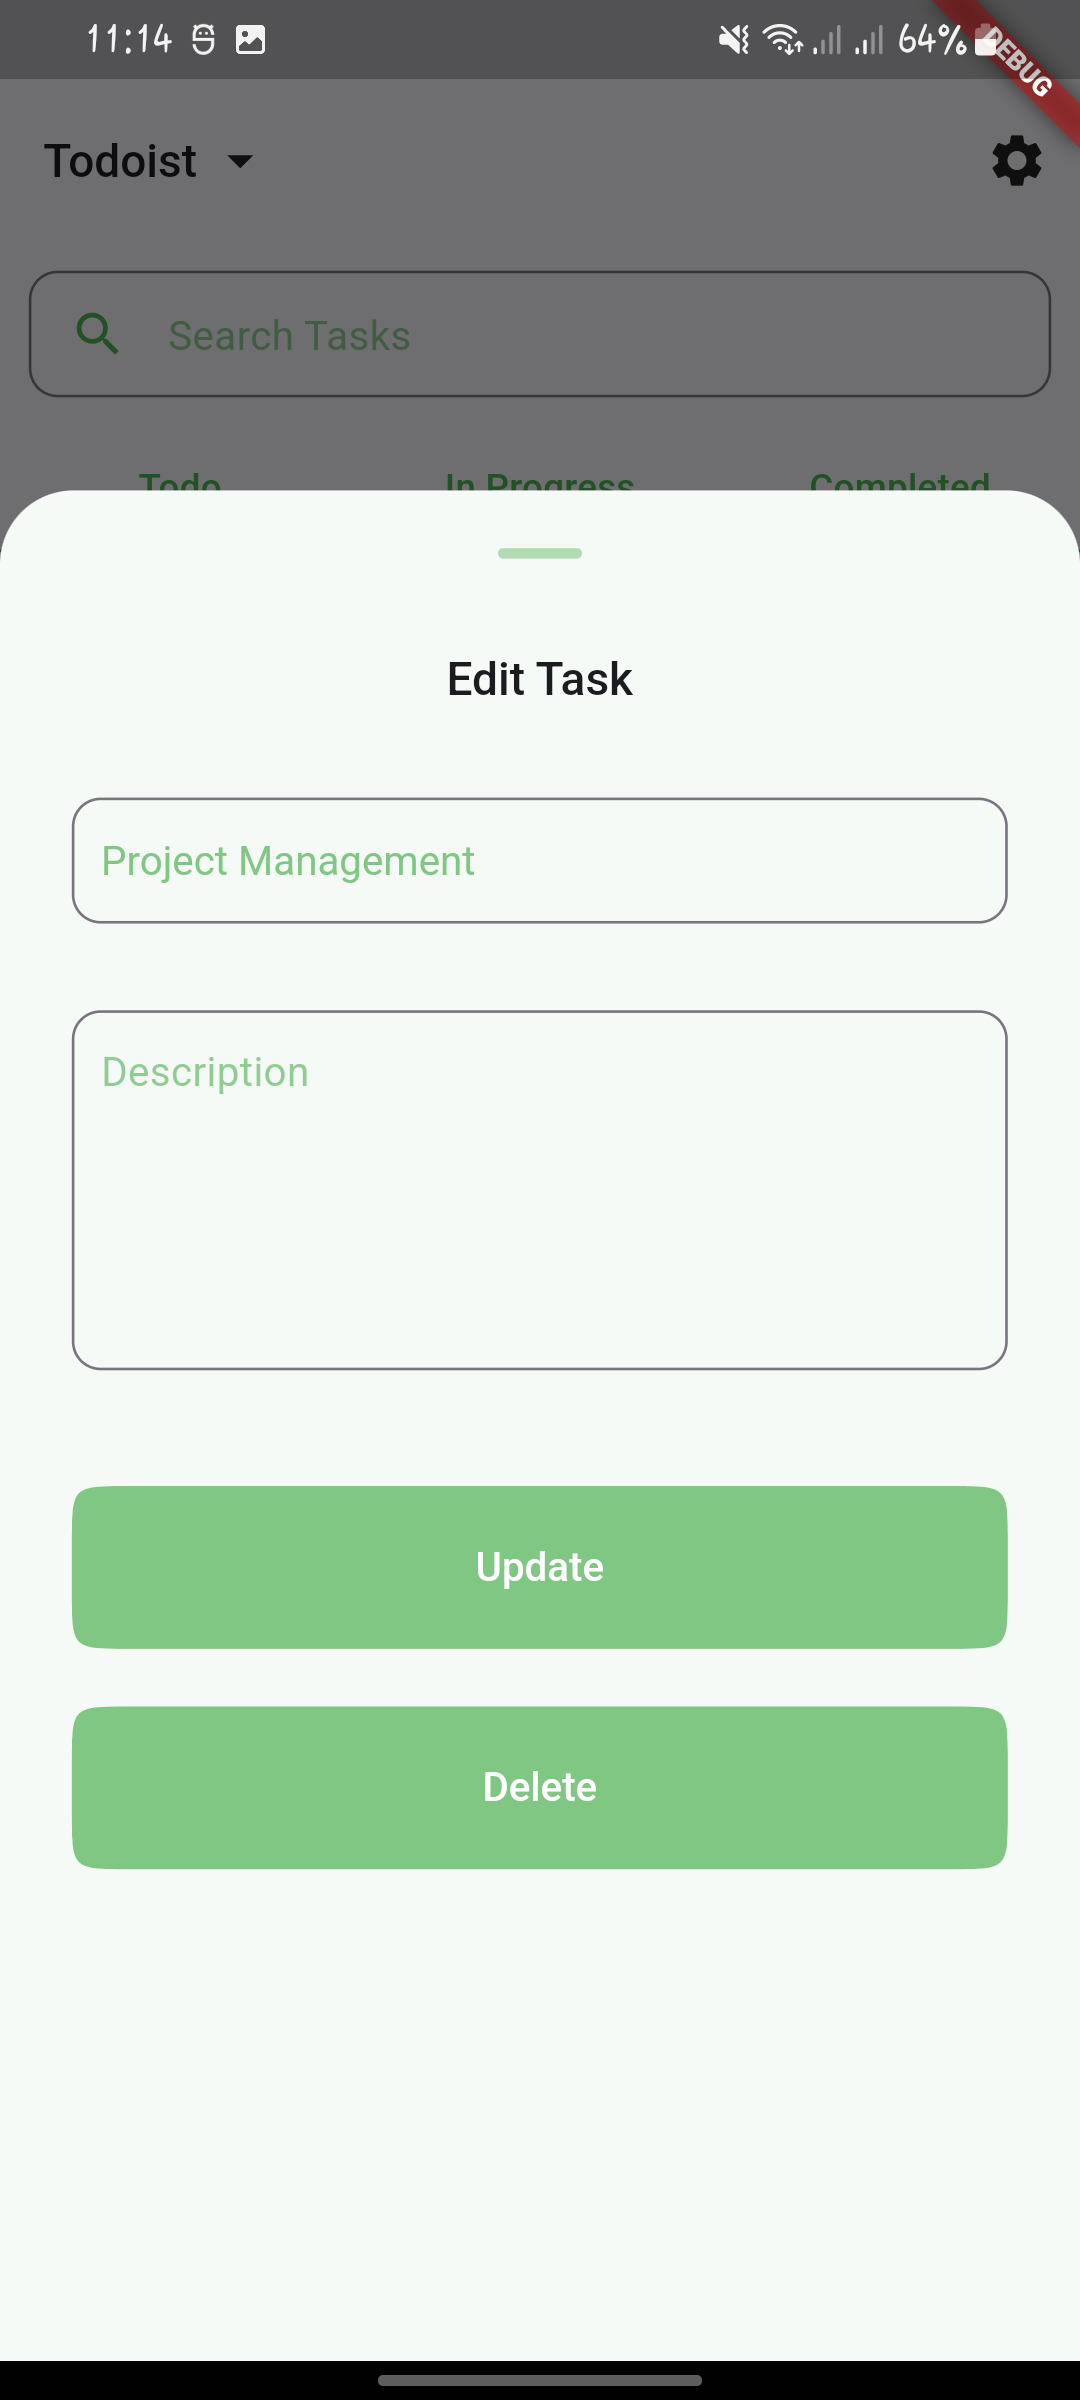 11:14 64%
DEBUG
Todoist
Search Tasks
Todo In Progress Completed
Edit Task
Project Management
Description
Update
Delete